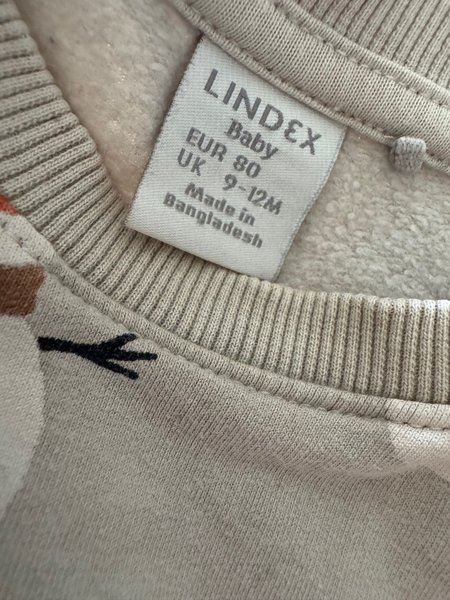 LINDEX
Baby
EUR 80
UK 9-12M
Made in
Bangladesh